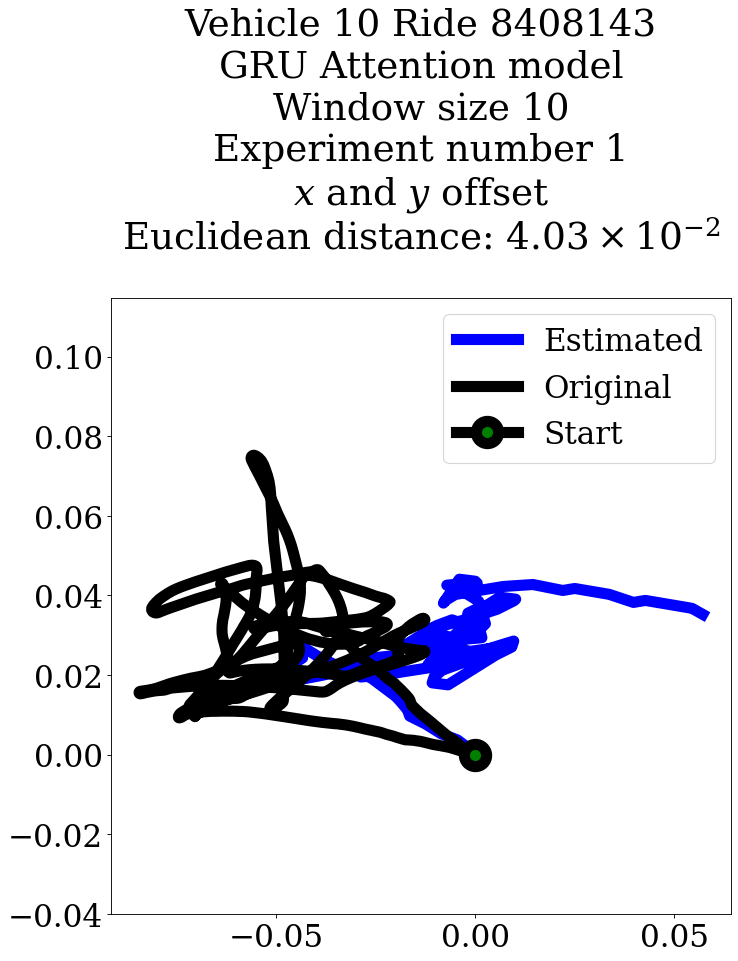 Vehicle 10 Ride 8408143
GRU Attention model
Window size 10
Experiment number 1
x and y offset
Euclidean distance: 4.03 × 10⁻²
Estimated
Original
Start
0.10
0.08
0.06
0.04
0.02
0.00
−0.02
−0.04
−0.05
0.00
0.05